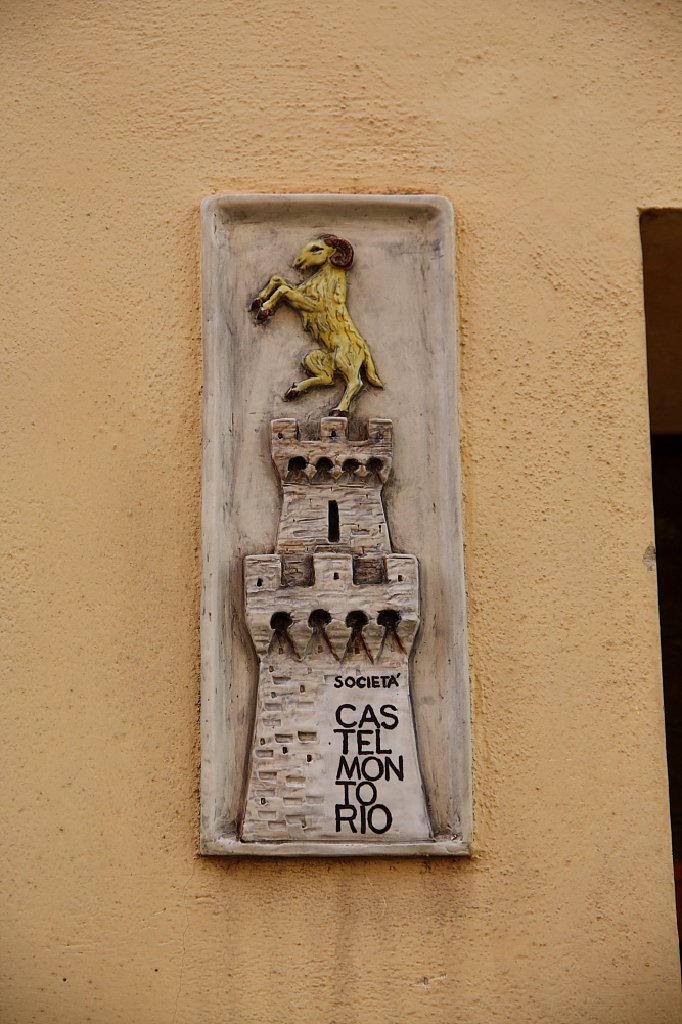 SOCIETA'
CAS
TEL
MON
TO
RIO